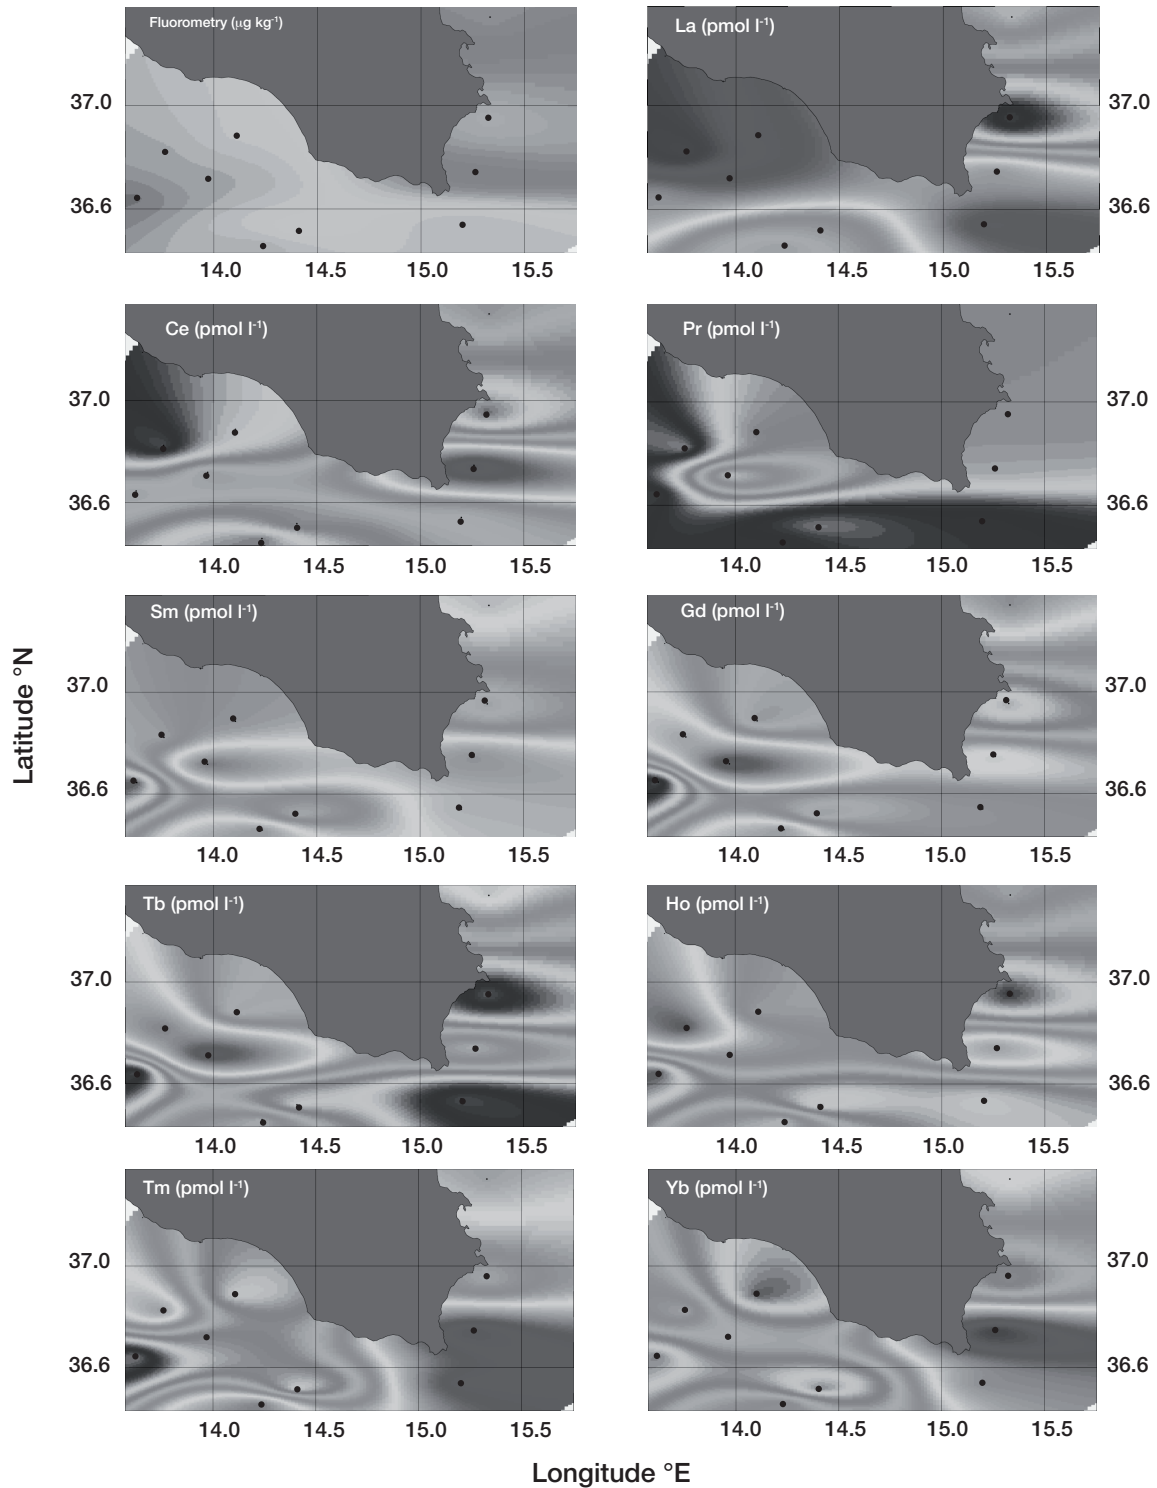 Fluorometry (µg kg-1)
La (pmol l-1)
37.0
37.0
36.6
36.6
14.0 14.5 15.0 15.5
14.0 14.5 15.0 15.5
Ce (pmol l-1)
Pr (pmol l-1)
37.0
37.0
36.6
36.6
14.0 14.5 15.0 15.5
14.0 14.5 15.0 15.5
Sm (pmol l-1)
Gd (pmol l-1)
Latitude °N
37.0
37.0
36.6
36.6
14.0 14.5 15.0 15.5
14.0 14.5 15.0 15.5
Tb (pmol l-1)
Ho (pmol l-1)
37.0
37.0
36.6
36.6
14.0 14.5 15.0 15.5
14.0 14.5 15.0 15.5
Tm (pmol l-1)
Yb (pmol l-1)
37.0
37.0
36.6
36.6
14.0 14.5 15.0 15.5
14.0 14.5 15.0 15.5
Longitude °E